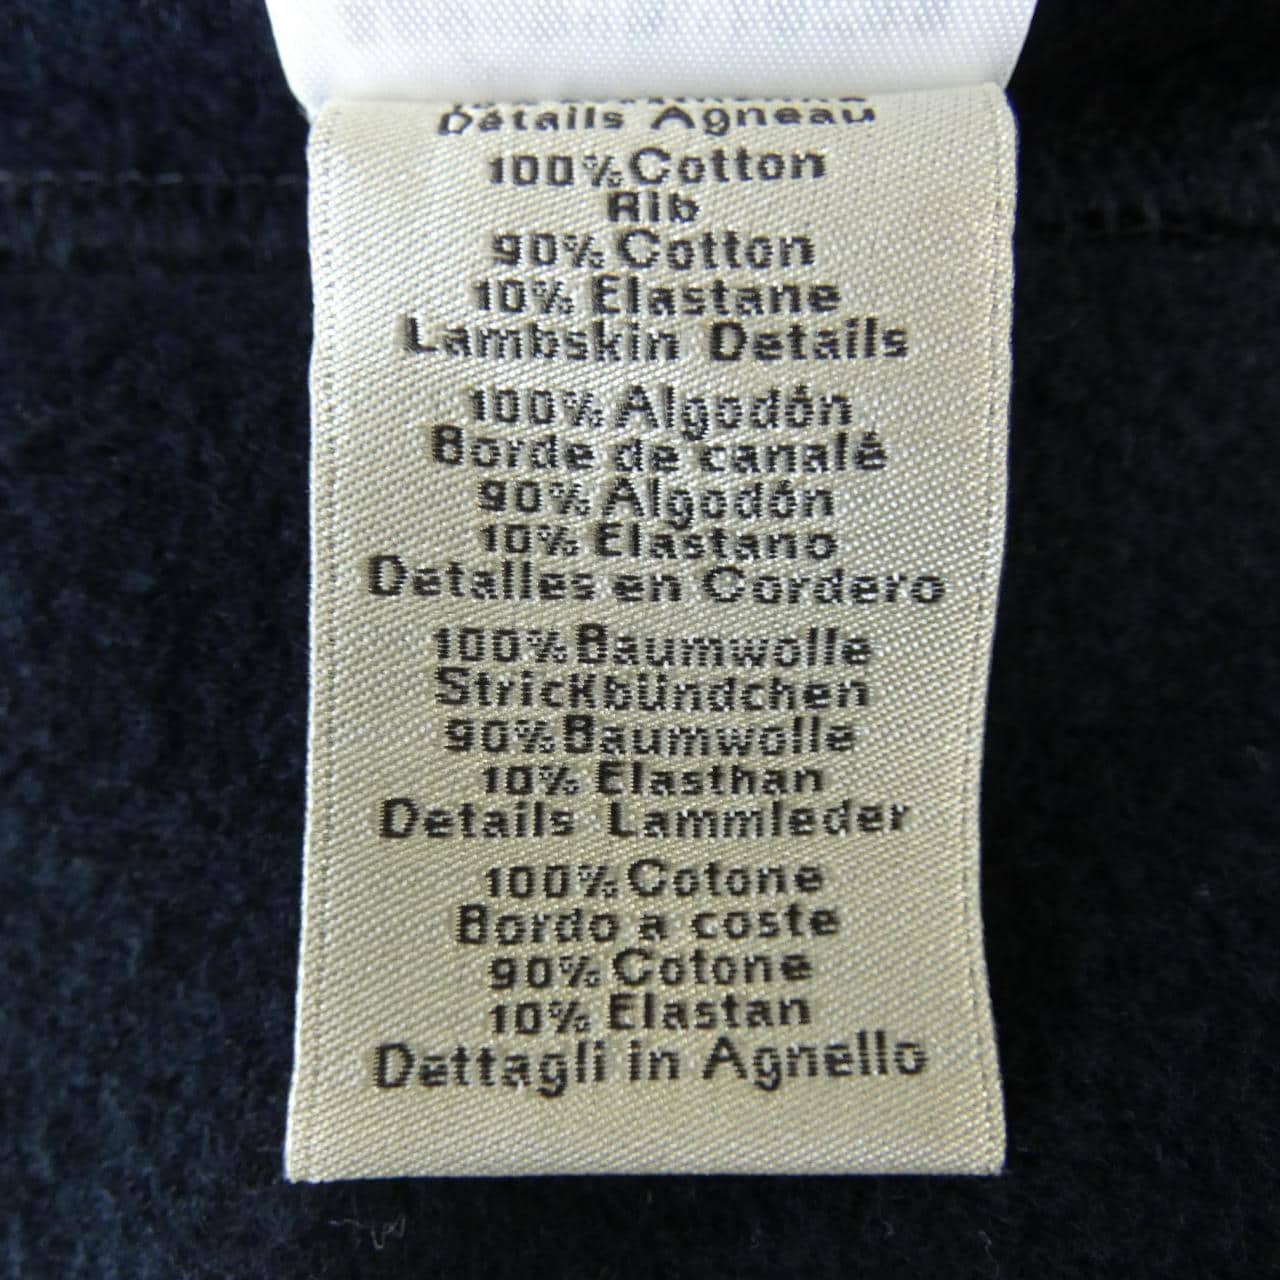 Détails Agneau
100% Cotton
Rib
90% Cotton
10% Elastane
Lambskin Details
100% Algodón
Borde de canalé
90% Algodón
10% Elastano
Detalles en Cordero
100% Baumwolle
Strickbündchen
90% Baumwolle
10% Elasthan
Details Lammleder
100% Cotone
Bordo a coste
90% Cotone
10% Elastan
Dettagli in Agnello